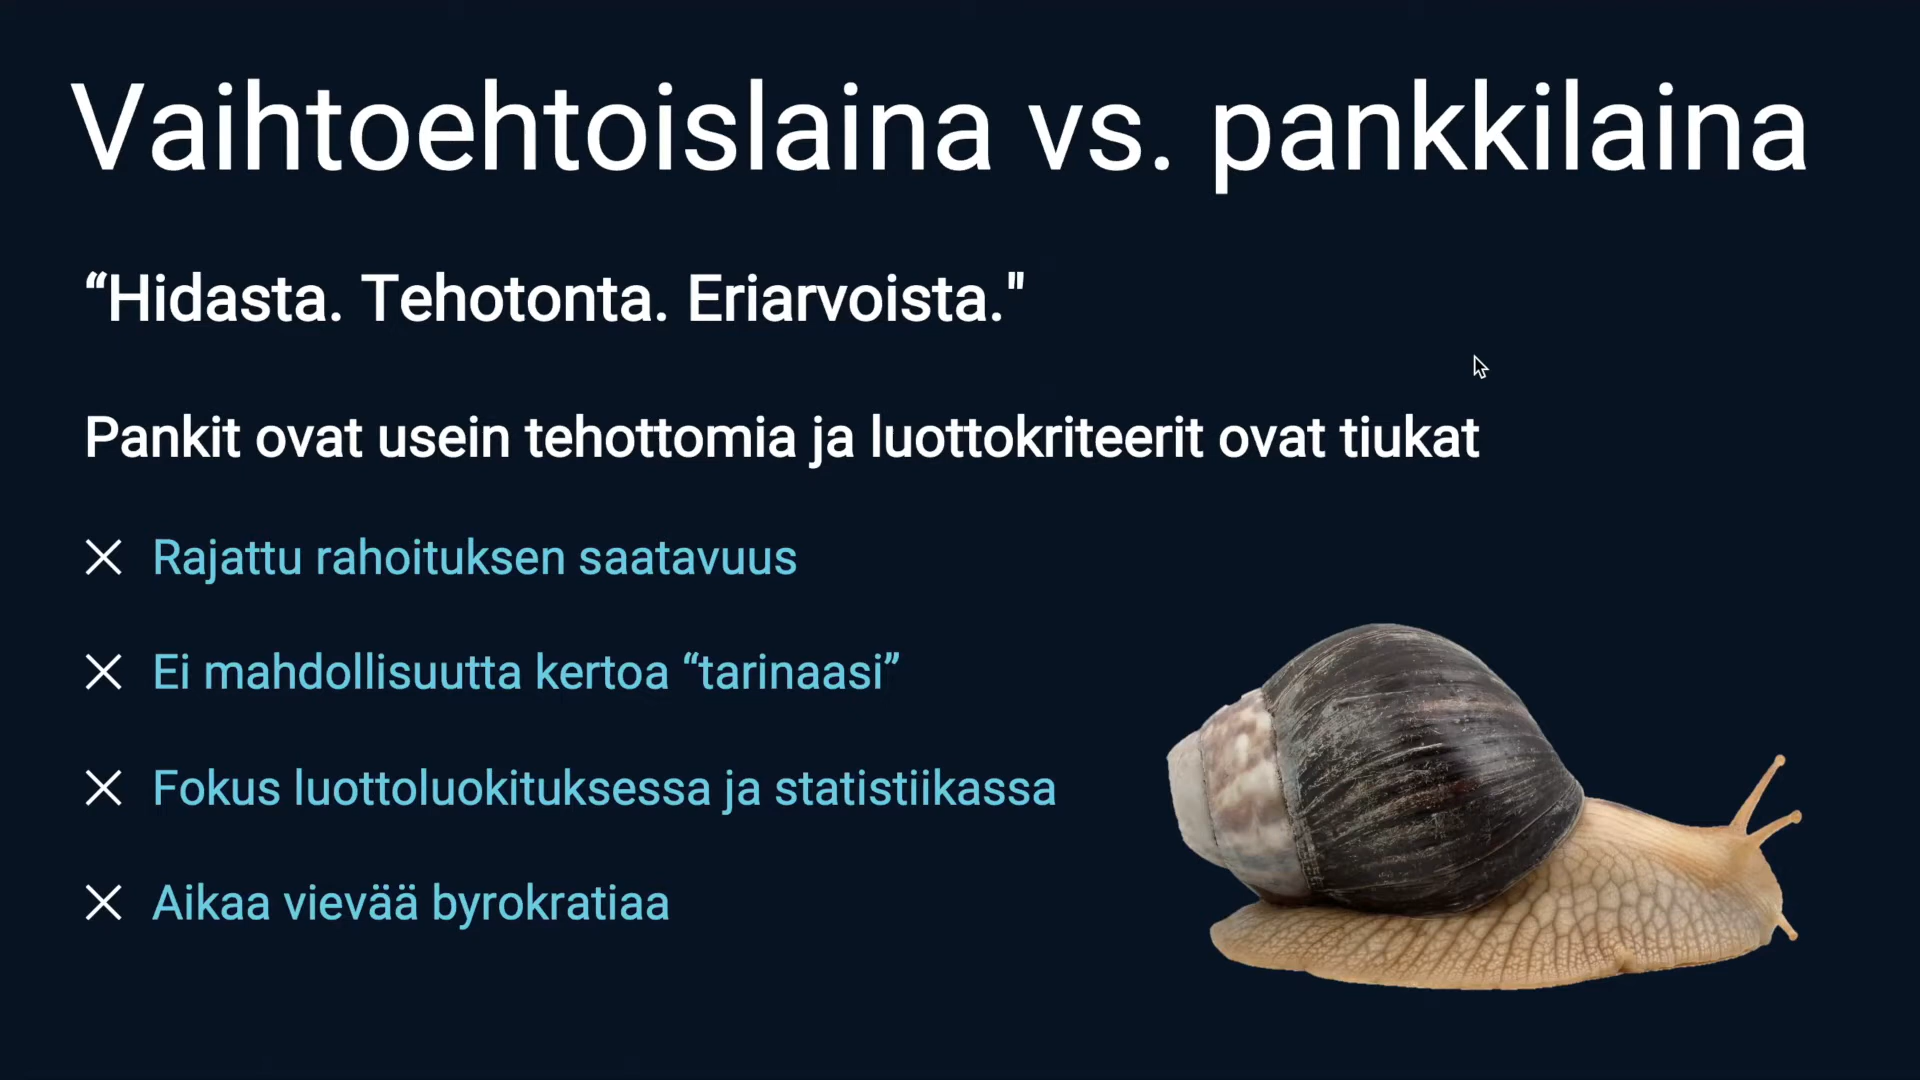 Vaihtoehtoislaina vs. pankkilaina
“Hidasta. Tehotonta. Eriarvoista."
Pankit ovat usein tehottomia ja luottokriteerit ovat tiukat
Rajattu rahoituksen saatavuus
Ei mahdollisuutta kertoa “tarinaasi”
Fokus luottoluokituksessa ja statistiikassa
Aikaa vievää byrokratiaa